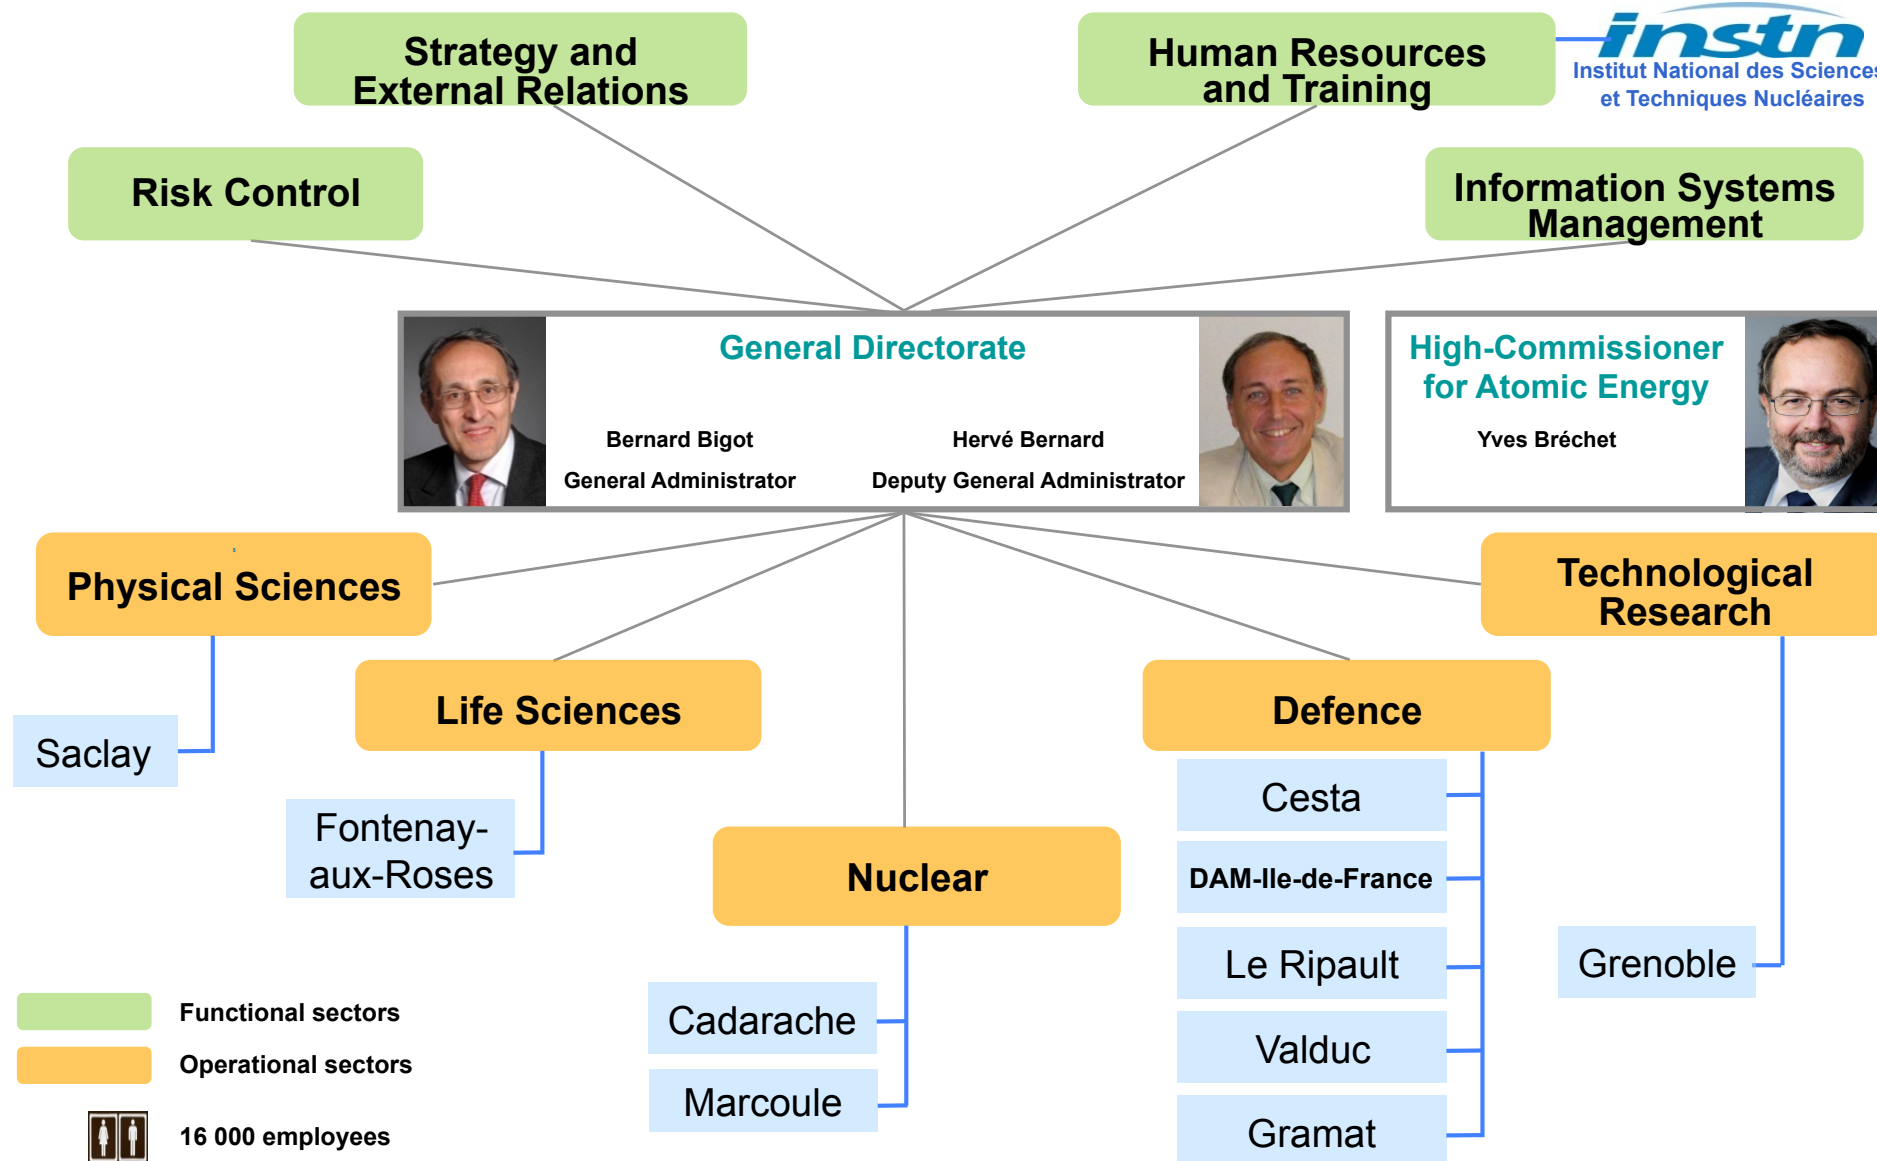 Strategy and
External Relations
Human Resources
and Training
instn
Institut National des Sciences
et Techniques Nucléaires
Risk Control
Information Systems
Management
General Directorate
Bernard Bigot
General Administrator
Hervé Bernard
Deputy General Administrator
High-Commissioner
for Atomic Energy
Yves Bréchet
Physical Sciences
Technological
Research
Life Sciences
Defence
Saclay
Fontenay-
aux-Roses
Nuclear
Cesta
DAM-Ile-de-France
Le Ripault
Valduc
Gramat
Grenoble
Cadarache
Marcoule
Functional sectors
Operational sectors
16 000 employees